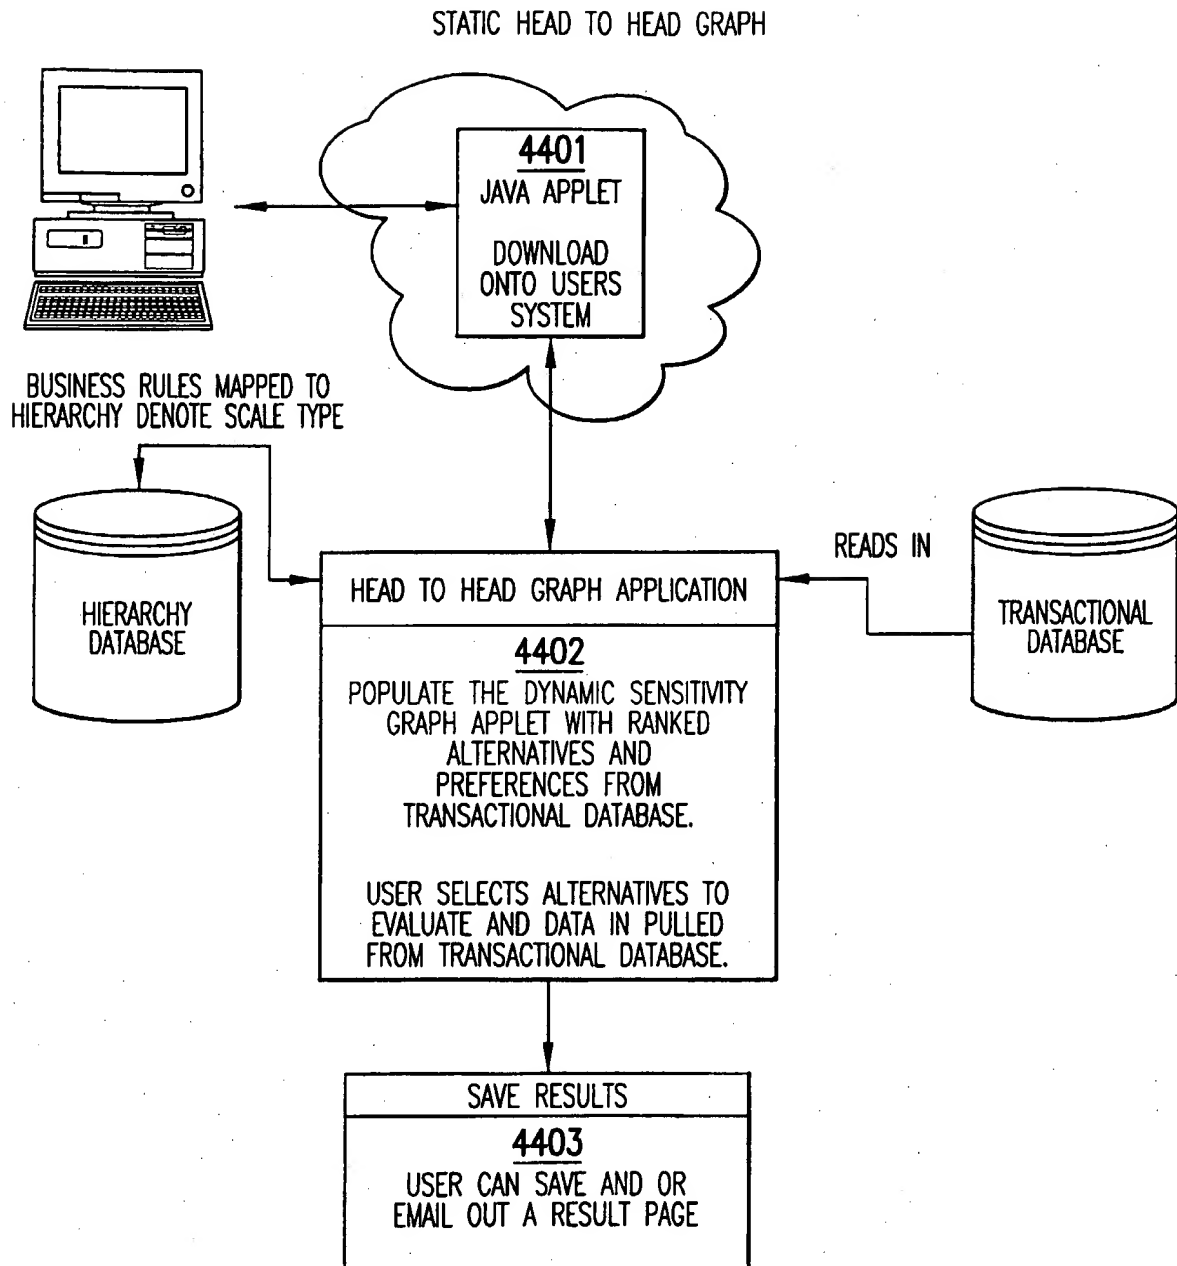 STATIC HEAD TO HEAD GRAPH
4401
JAVA APPLET
DOWNLOAD
ONTO USERS
SYSTEM
BUSINESS RULES MAPPED TO
HIERARCHY DENOTE SCALE TYPE
HIERARCHY
DATABASE
READS IN
TRANSACTIONAL
DATABASE
HEAD TO HEAD GRAPH APPLICATION
4402
POPULATE THE DYNAMIC SENSITIVITY
GRAPH APPLET WITH RANKED
ALTERNATIVES AND
PREFERENCES FROM
TRANSACTIONAL DATABASE.
USER SELECTS ALTERNATIVES TO
EVALUATE AND DATA IN PULLED
FROM TRANSACTIONAL DATABASE.
SAVE RESULTS
4403
USER CAN SAVE AND OR
EMAIL OUT A RESULT PAGE